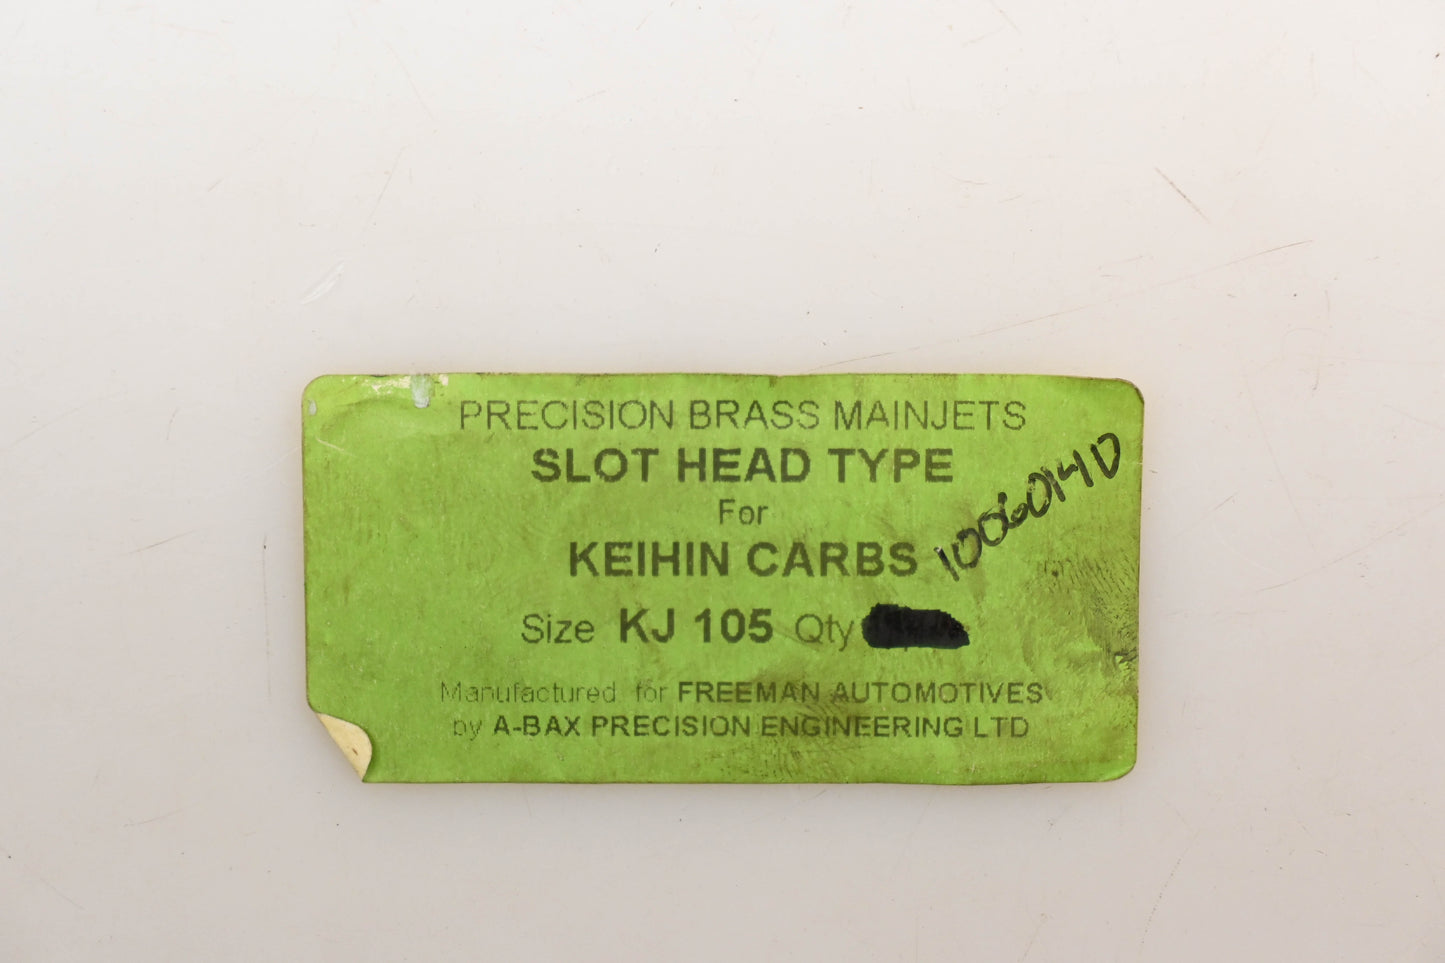 PRECISION BRASS MAINJETS
SLOT HEAD TYPE
For
KEIHIN CARBS
1006014D
Size KJ 105 Qty
Manufactured for FREEMAN AUTOMOTIVES
by A-BAX PRECISION ENGINEERING LTD